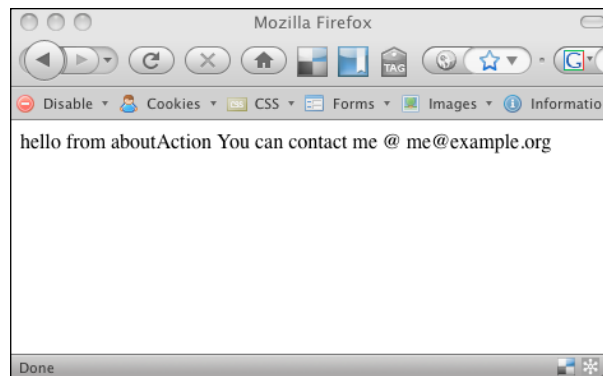 Mozilla Firefox
TAG
G
Disable Cookies CSS CSS Forms Images Informatio
hello from aboutAction You can contact me @ me@example.org
Done